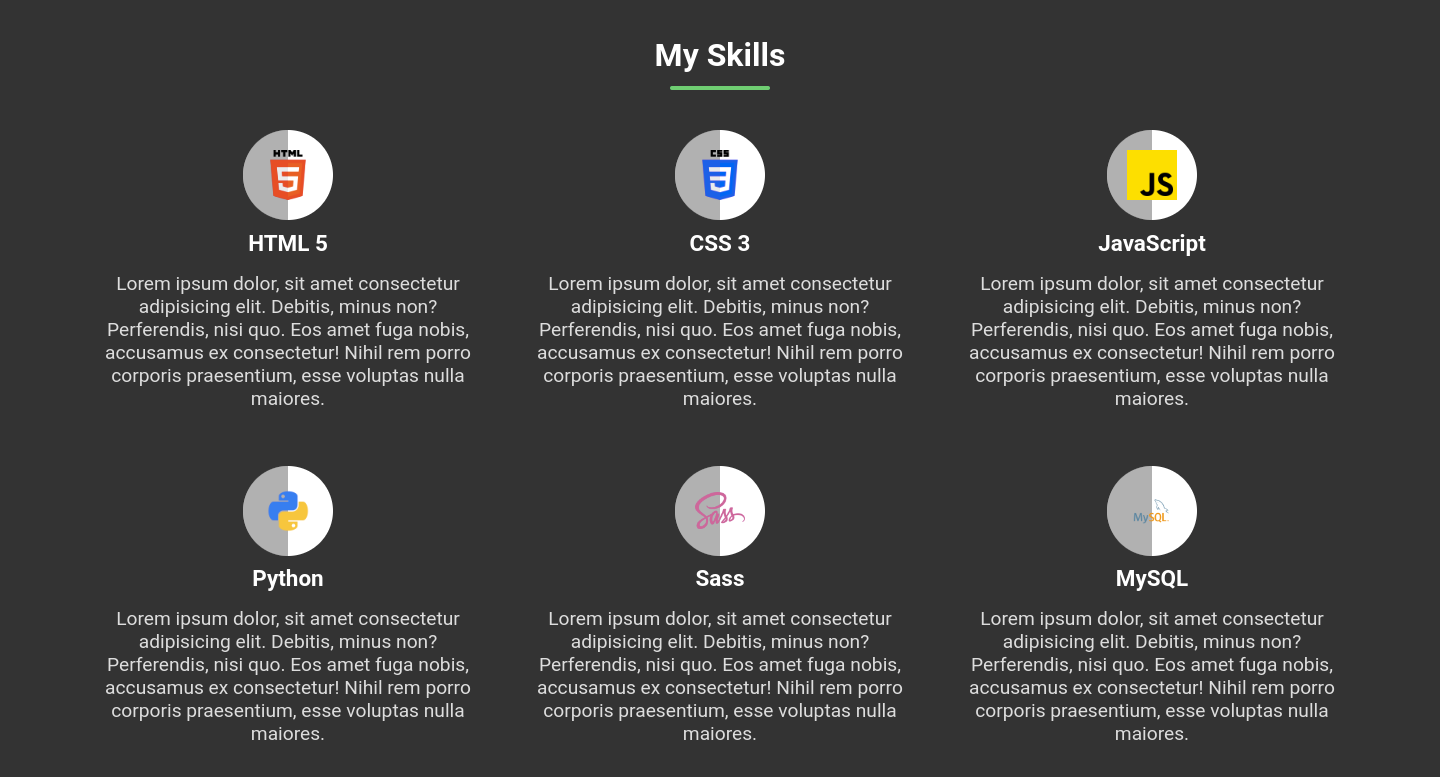 My Skills
HTML
5
CSS
3
JS
HTML 5
CSS 3
JavaScript
Lorem ipsum dolor, sit amet consectetur
adipisicing elit. Debitis, minus non?
Perferendis, nisi quo. Eos amet fuga nobis,
accusamus ex consectetur! Nihil rem porro
corporis praesentium, esse voluptas nulla
maiores.
Lorem ipsum dolor, sit amet consectetur
adipisicing elit. Debitis, minus non?
Perferendis, nisi quo. Eos amet fuga nobis,
accusamus ex consectetur! Nihil rem porro
corporis praesentium, esse voluptas nulla
maiores.
Lorem ipsum dolor, sit amet consectetur
adipisicing elit. Debitis, minus non?
Perferendis, nisi quo. Eos amet fuga nobis,
accusamus ex consectetur! Nihil rem porro
corporis praesentium, esse voluptas nulla
maiores.
Sass
MySQL
Python
Sass
MySQL
Lorem ipsum dolor, sit amet consectetur
adipisicing elit. Debitis, minus non?
Perferendis, nisi quo. Eos amet fuga nobis,
accusamus ex consectetur! Nihil rem porro
corporis praesentium, esse voluptas nulla
maiores.
Lorem ipsum dolor, sit amet consectetur
adipisicing elit. Debitis, minus non?
Perferendis, nisi quo. Eos amet fuga nobis,
accusamus ex consectetur! Nihil rem porro
corporis praesentium, esse voluptas nulla
maiores.
Lorem ipsum dolor, sit amet consectetur
adipisicing elit. Debitis, minus non?
Perferendis, nisi quo. Eos amet fuga nobis,
accusamus ex consectetur! Nihil rem porro
corporis praesentium, esse voluptas nulla
maiores.